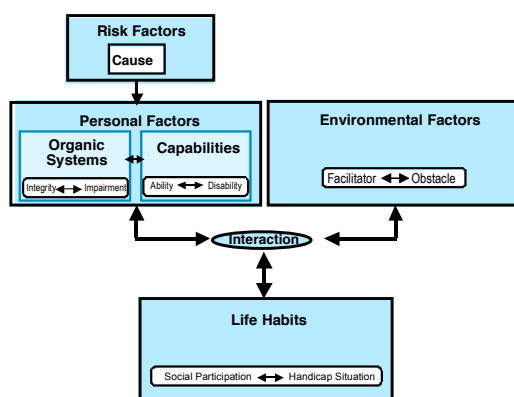 Risk Factors
Cause
Personal Factors
Organic
Systems
Integrity Impairment
Capabilities
Ability Disability
Environmental Factors
Facilitator Obstacle
Interaction
Life Habits
Social Participation Handicap Situation